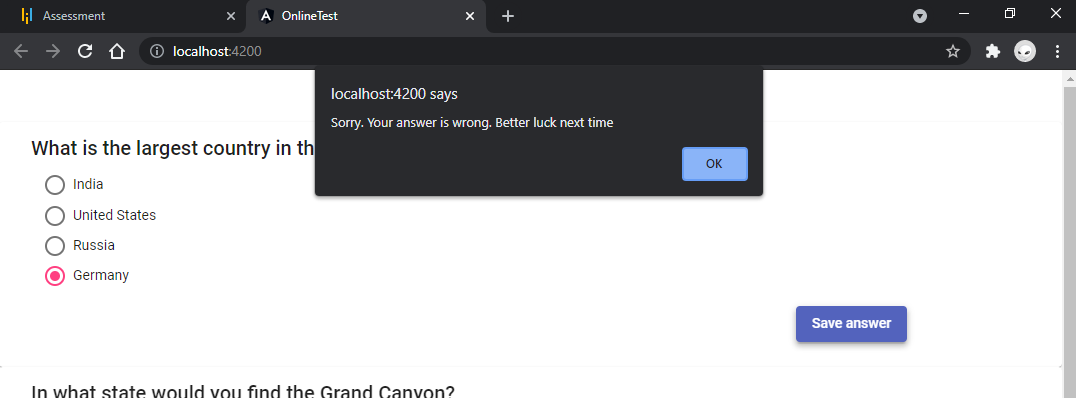 Assessment
OnlineTest
localhost:4200
localhost:4200 says
Sorry. Your answer is wrong. Better luck next time
OK
What is the largest country in th
India
United States
Russia
Germany
Save answer
In what state would you find the Grand Canyon?